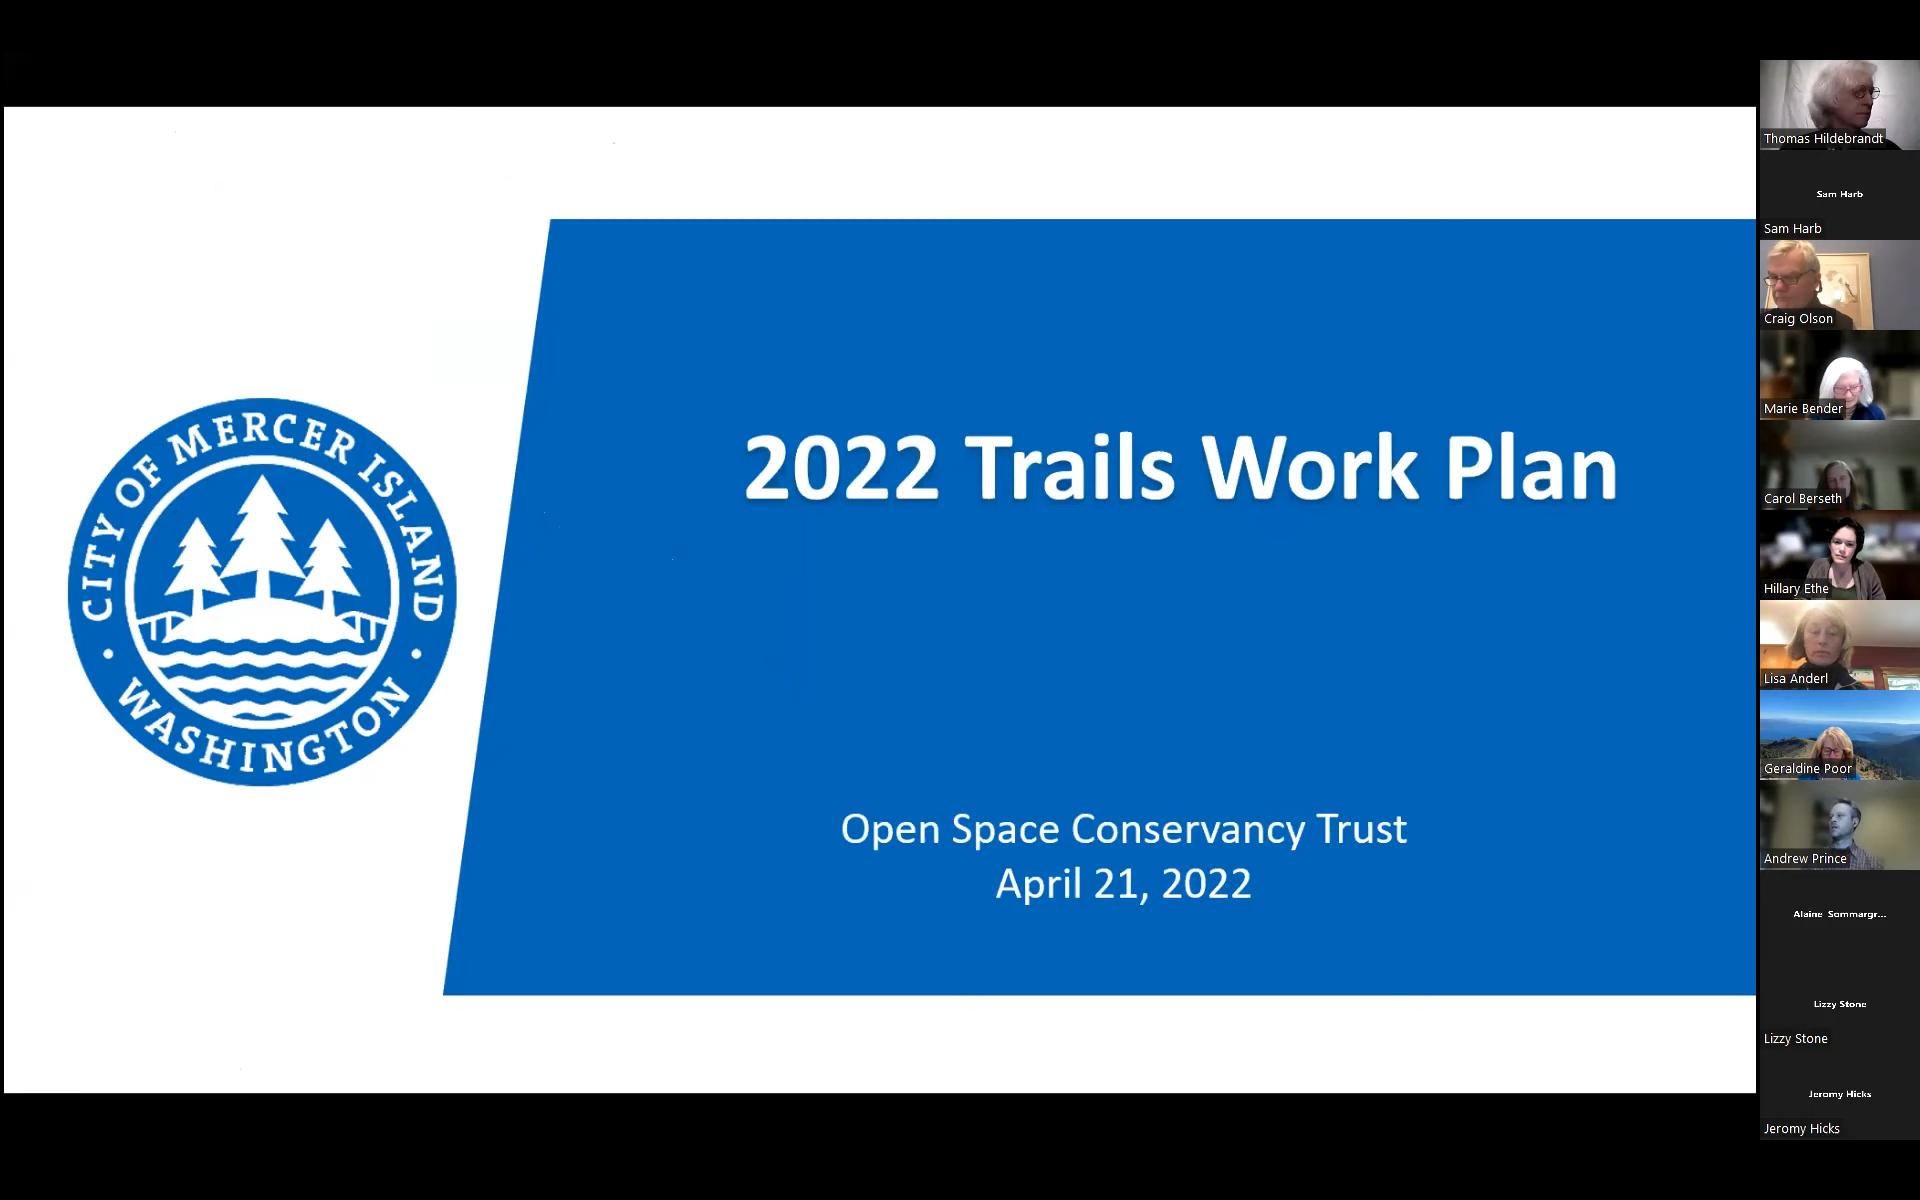 CITY OF MERCER ISLAND
WASHINGTON
2022 Trails Work Plan
Open Space Conservancy Trust
April 21, 2022
Thomas Hildebrandt
Sam Harb
Sam Harb
Craig Olson
Marie Bender
Carol Berseth
Hillary Ethe
Lisa Anderl
Geraldine Poor
Andrew Prince
Alaine Sommargr...
Lizzy Stone
Lizzy Stone
Jeromy Hicks
Jeromy Hicks